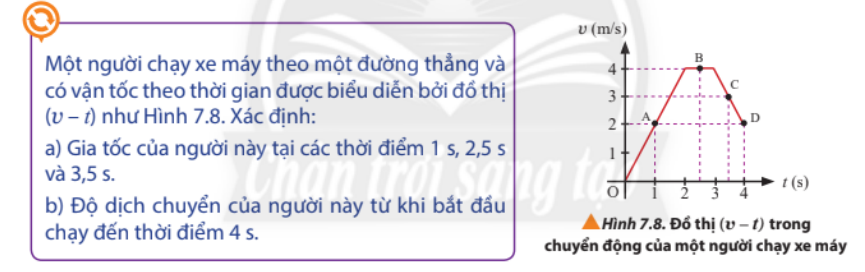 Một người chạy xe máy theo một đường thẳng và
có vận tốc theo thời gian được biểu diễn bởi đồ thị
(υ – t) như Hình 7.8. Xác định:
a) Gia tốc của người này tại các thời điểm 1 s, 2,5 s
và 3,5 s.
b) Độ dịch chuyển của người này từ khi bắt đầu
chạy đến thời điểm 4 s.
υ (m/s)
B
4
C
3
A
D
2
1
O
1
2
3
4
t (s)
Hình 7.8. Đồ thị (υ – t) trong
chuyển động của một người chạy xe máy
Chân trời sáng tạo